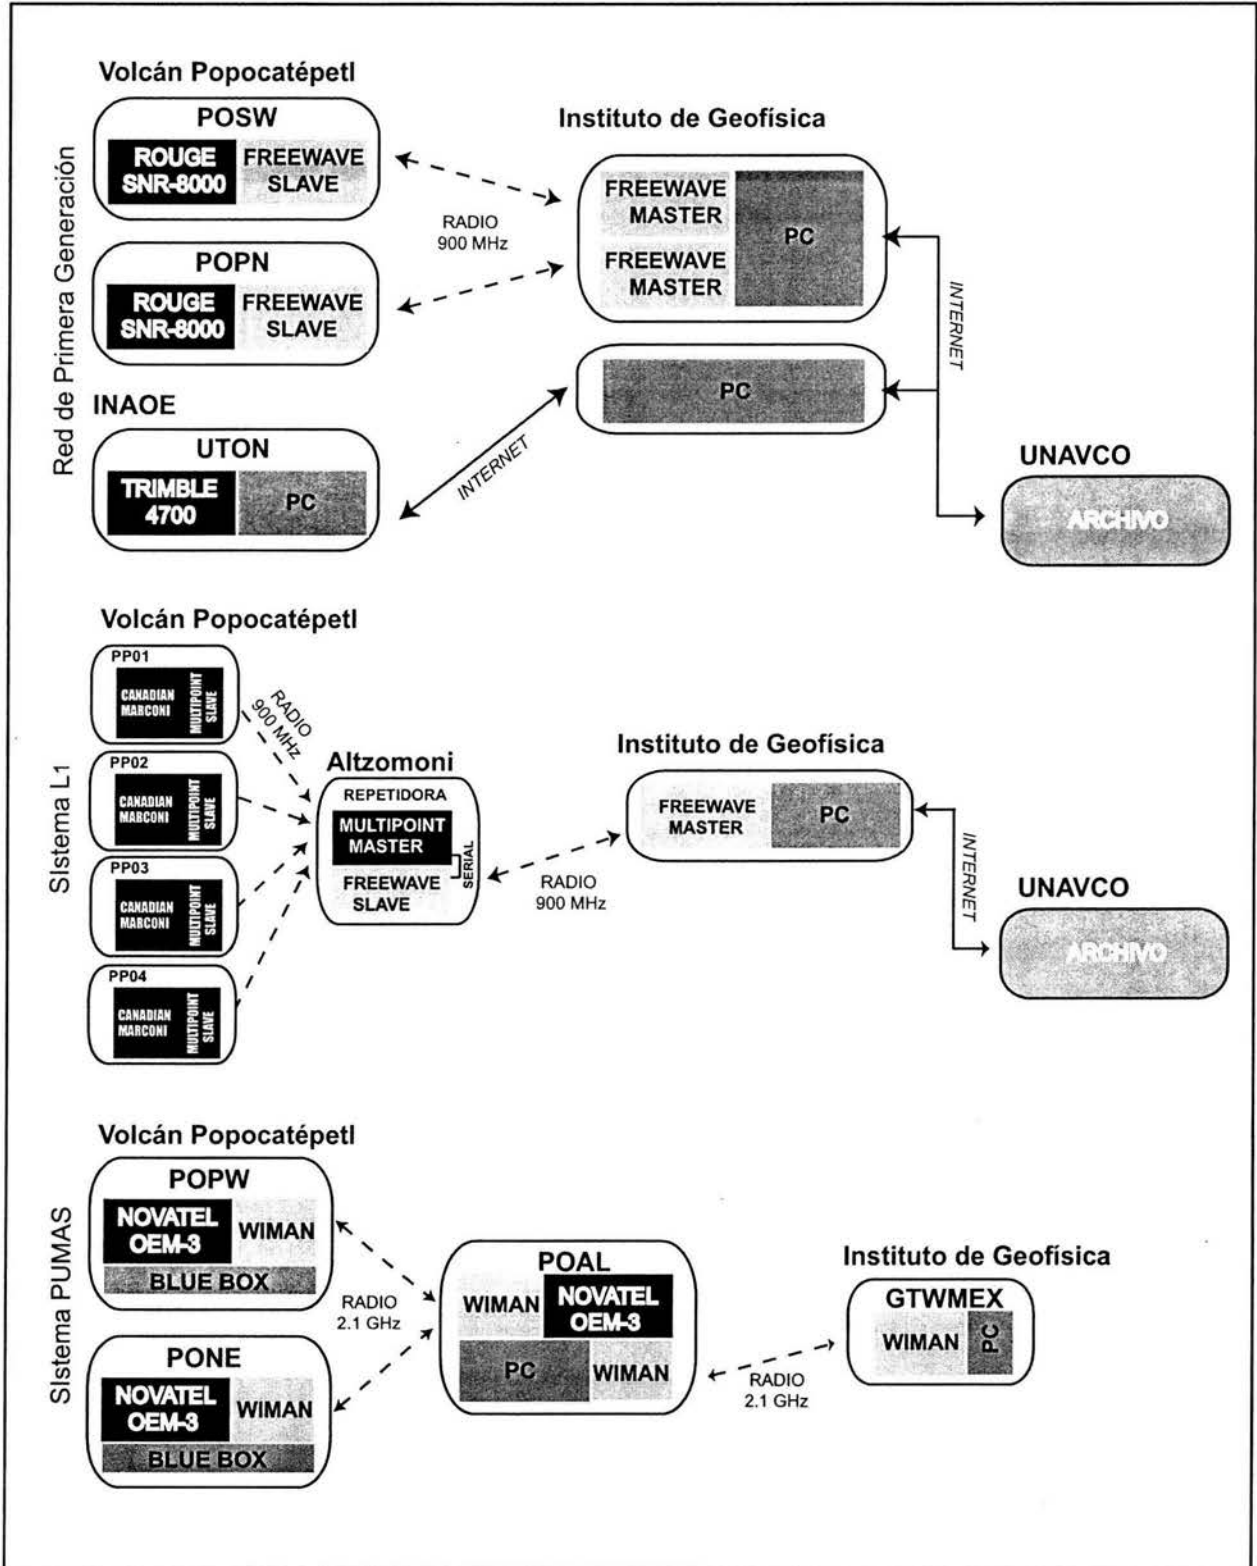 Red de Primera Generación
Volcán Popocatépetl
POSW
ROUGE
SNR-8000
FREEWAVE
SLAVE
POPN
ROUGE
SNR-8000
FREEWAVE
SLAVE
INAOE
UTON
TRIMBLE
4700
PC
RADIO
900 MHz
INTERNET
Instituto de Geofísica
FREEWAVE
MASTER
FREEWAVE
MASTER
PC
PC
INTERNET
UNAVCO
ARCHIVO
SIstema L1
Volcán Popocatépetl
PP01
CANADIAN
MARCONI
MULTIPOINT
SLAVE
PP02
CANADIAN
MARCONI
MULTIPOINT
SLAVE
PP03
CANADIAN
MARCONI
MULTIPOINT
SLAVE
PP04
CANADIAN
MARCONI
MULTIPOINT
SLAVE
RADIO
900 MHz
Altzomoni
REPETIDORA
MULTIPOINT
MASTER
FREEWAVE
SLAVE
SERIAL
RADIO
900 MHz
Instituto de Geofísica
FREEWAVE
MASTER
PC
INTERNET
UNAVCO
ARCHIVO
SIstema PUMAS
Volcán Popocatépetl
POPW
NOVATEL
OEM-3
WIMAN
BLUE BOX
PONE
NOVATEL
OEM-3
WIMAN
BLUE BOX
RADIO
2.1 GHz
POAL
WIMAN
NOVATEL
OEM-3
PC
WIMAN
RADIO
2.1 GHz
Instituto de Geofísica
GTWMEX
WIMAN
PC